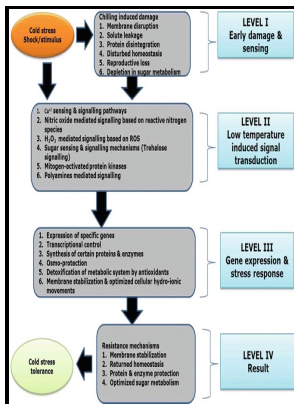 Cold stress
Shock/stimulus
Chilling induced damage
1. Membrane disruption
2. Solute leakage
3. Protein disintegration
4. Disturbed homeostasis
5. Reproductive loss
6. Depletion in sugar metabolism
LEVEL I
Early damage &
sensing
1. Ca²⁺ sensing & signalling pathways
2. Nitric oxide mediated signalling based on reactive nitrogen
species
3. H₂O₂ mediated signalling based on ROS
4. Sugar sensing & signalling mechanisms (Trehalose
signalling)
5. Mitogen-activated protein kinases
6. Polyamines mediated signalling
LEVEL II
Low temperature
induced signal
transduction
1. Expression of specific genes
2. Transcriptional control
3. Synthesis of certain proteins & enzymes
4. Osmo-protection
5. Detoxification of metabolic system by antioxidants
6. Membrane stabilization & optimized cellular hydro-ionic
movements
LEVEL III
Gene expression &
stress response
Cold stress
tolerance
Resistance mechanisms
1. Membrane stabilization
2. Returned homeostasis
3. Protein & enzyme protection
4. Optimized sugar metabolism
LEVEL IV
Result